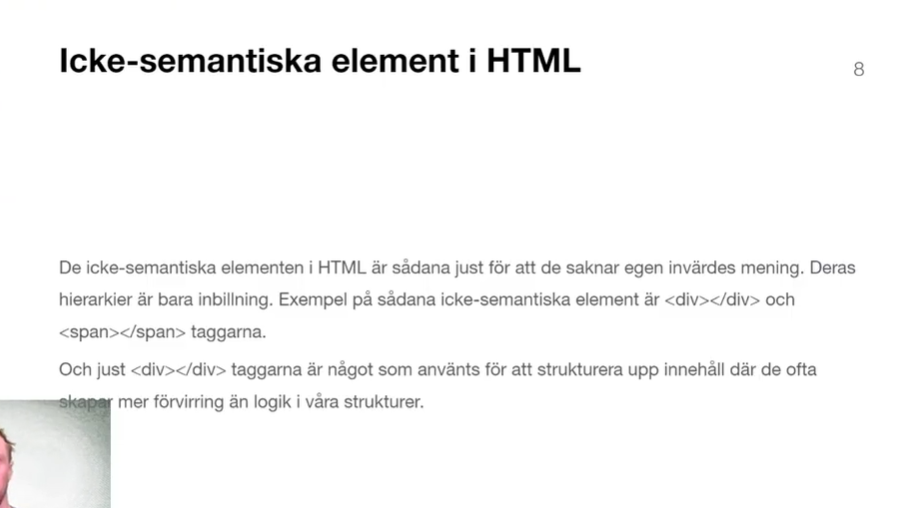 Icke-semantiska element i HTML
8
De icke-semantiska elementen i HTML är sådana just för att de saknar egen invärdes mening. Deras
hierarkier är bara inbillning. Exempel på sådana icke-semantiska element är <div></div> och
<span></span> taggarna.
Och just <div></div> taggarna är något som använts för att strukturera upp innehåll där de ofta
skapar mer förvirring än logik i våra strukturer.